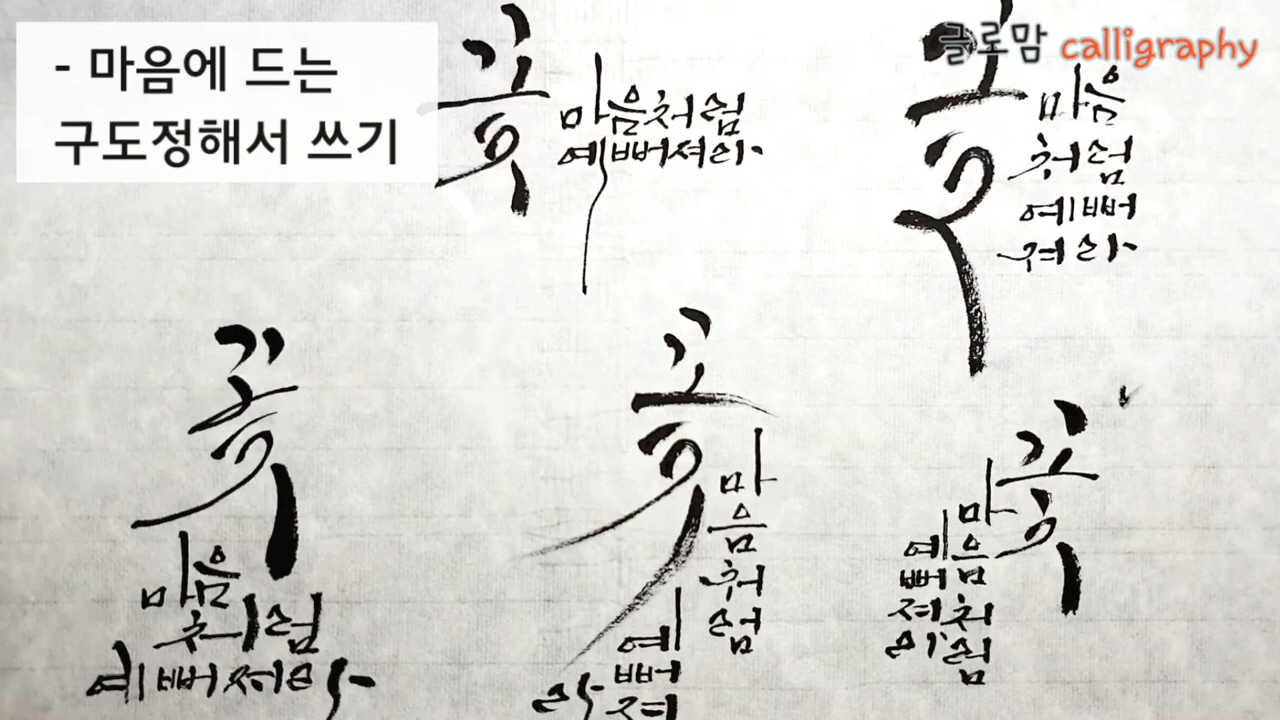 - 마음에 드는
구도정해서 쓰기
글로맘 calligraphy
꽃
마음처럼
예뻐져라
꽃
마음
처럼
예뻐
져라
꽃
마음
처럼
예뻐져라
꽃
마
음
처
럼
예
뻐
져
라
꽃
마
음
처
럼
예
뻐
져
라